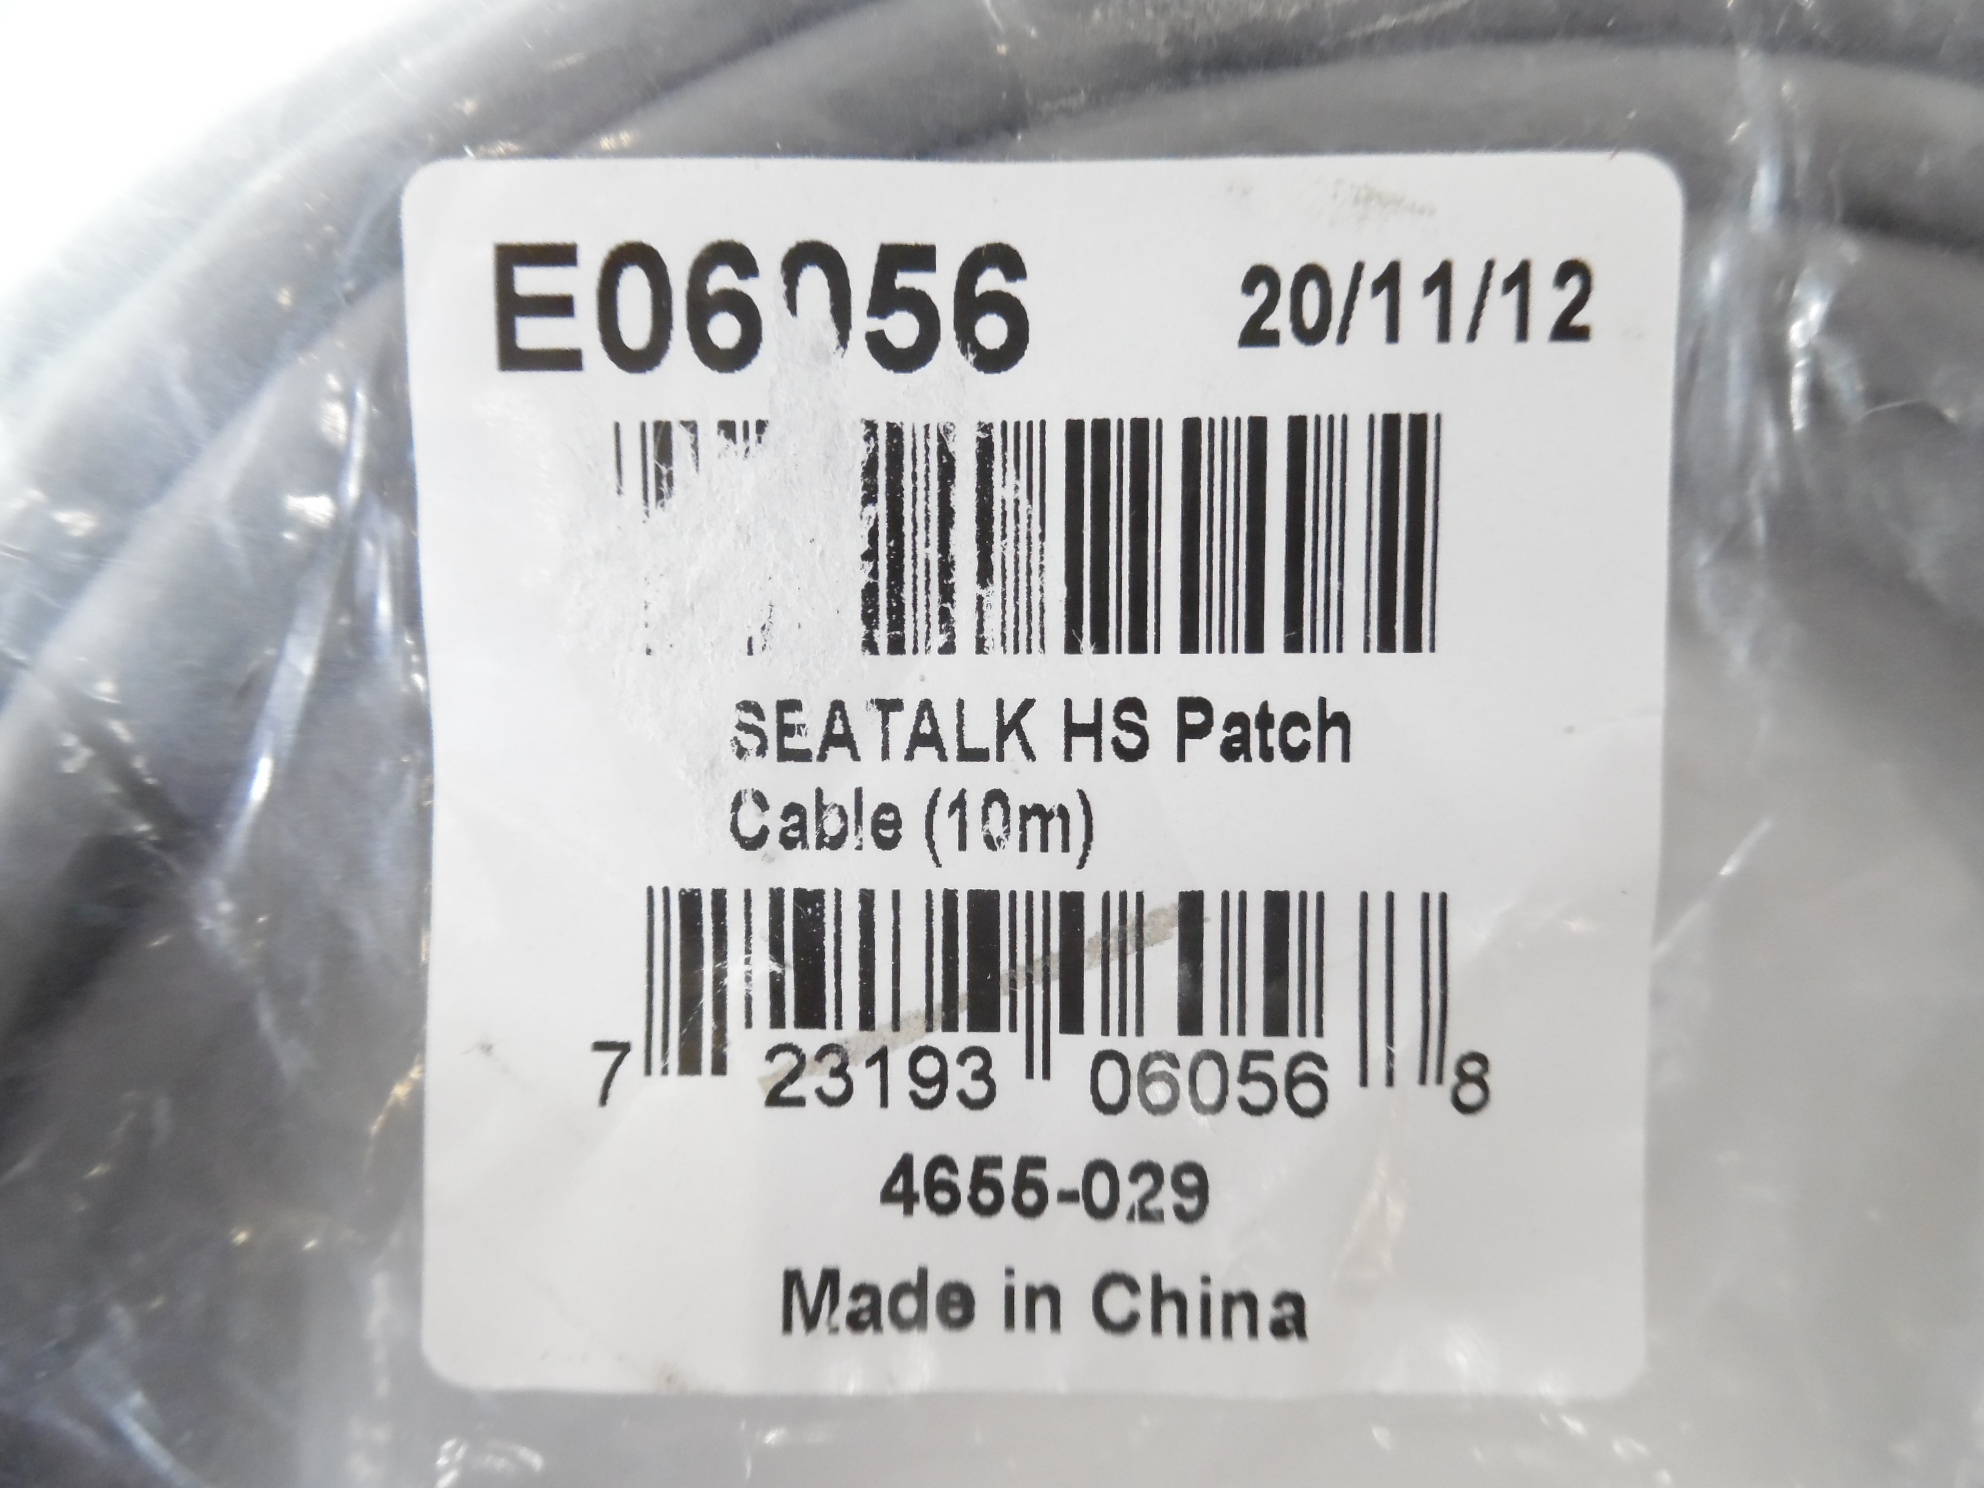 E06056 20/11/12
SEATALK HS Patch
Cable (10m)
7 23193 06056 8
4655-029
Made in China